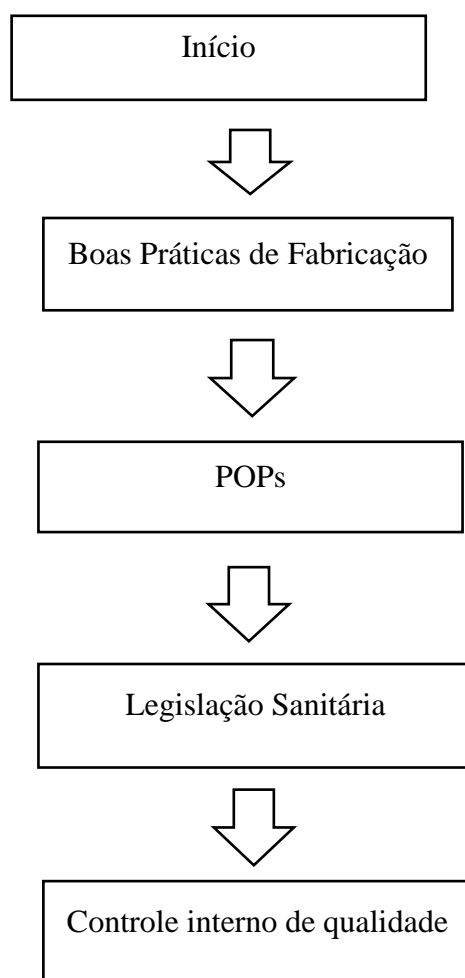 Início
Boas Práticas de Fabricação
POPs
Legislação Sanitária
Controle interno de qualidade